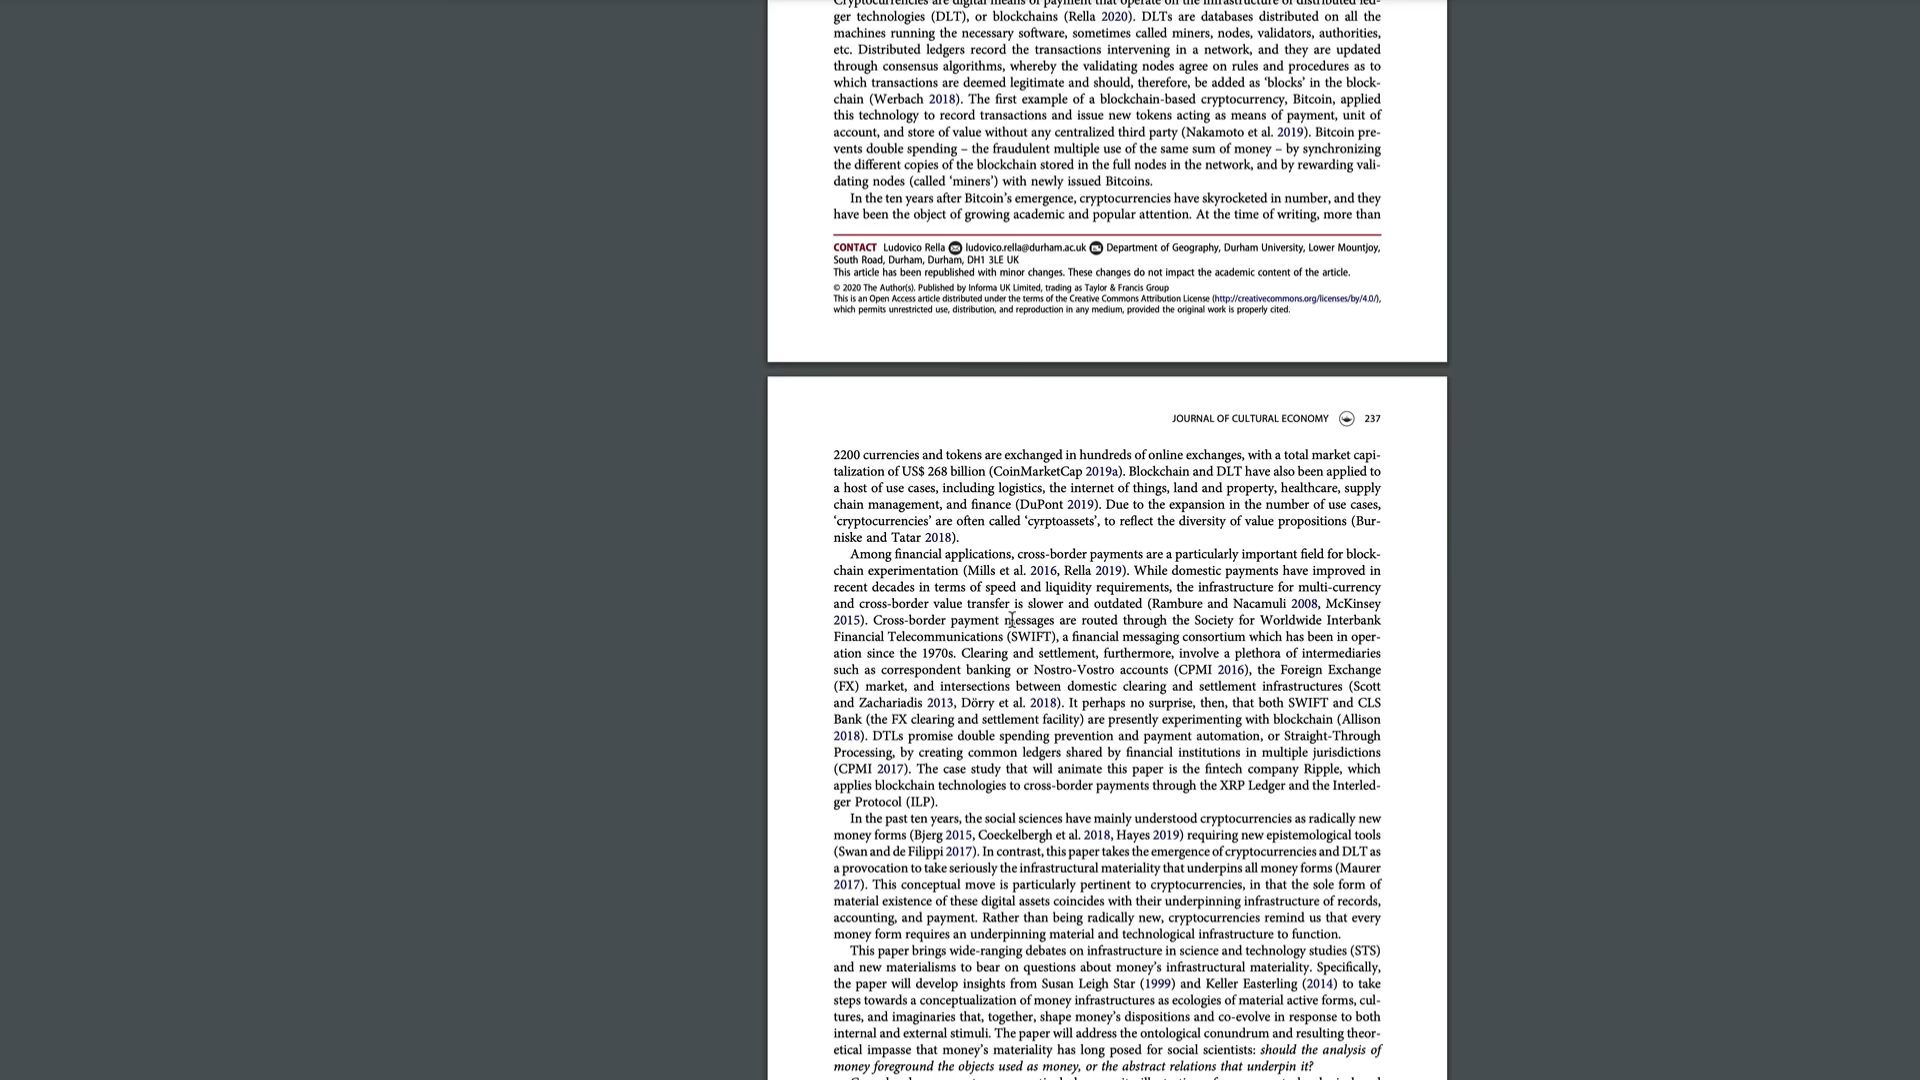 Cryptocurrencies are digital means of payment that operate on the infrastructure of distributed led-
ger technologies (DLT), or blockchains (Rella 2020). DLTs are databases distributed on all the
machines running the necessary software, sometimes called miners, nodes, validators, authorities,
etc. Distributed ledgers record the transactions intervening in a network, and they are updated
through consensus algorithms, whereby the validating nodes agree on rules and procedures as to
which transactions are deemed legitimate and should, therefore, be added as ‘blocks’ in the block-
chain (Werbach 2018). The first example of a blockchain-based cryptocurrency, Bitcoin, applied
this technology to record transactions and issue new tokens acting as means of payment, unit of
account, and store of value without any centralized third party (Nakamoto et al. 2019). Bitcoin pre-
vents double spending – the fraudulent multiple use of the same sum of money – by synchronizing
the different copies of the blockchain stored in the full nodes in the network, and by rewarding vali-
dating nodes (called ‘miners’) with newly issued Bitcoins.
In the ten years after Bitcoin’s emergence, cryptocurrencies have skyrocketed in number, and they
have been the object of growing academic and popular attention. At the time of writing, more than
CONTACT Ludovico Rella ludovico.rella@durham.ac.uk Department of Geography, Durham University, Lower Mountjoy,
South Road, Durham, Durham, DH1 3LE UK
This article has been republished with minor changes. These changes do not impact the academic content of the article.
© 2020 The Author(s). Published by Informa UK Limited, trading as Taylor & Francis Group
This is an Open Access article distributed under the terms of the Creative Commons Attribution License (http://creativecommons.org/licenses/by/4.0/),
which permits unrestricted use, distribution, and reproduction in any medium, provided the original work is properly cited.
JOURNAL OF CULTURAL ECONOMY 237
2200 currencies and tokens are exchanged in hundreds of online exchanges, with a total market capi-
talization of US$ 268 billion (CoinMarketCap 2019a). Blockchain and DLT have also been applied to
a host of use cases, including logistics, the internet of things, land and property, healthcare, supply
chain management, and finance (DuPont 2019). Due to the expansion in the number of use cases,
‘cryptocurrencies’ are often called ‘cyrptoassets’, to reflect the diversity of value propositions (Bur-
niske and Tatar 2018).
Among financial applications, cross-border payments are a particularly important field for block-
chain experimentation (Mills et al. 2016, Rella 2019). While domestic payments have improved in
recent decades in terms of speed and liquidity requirements, the infrastructure for multi-currency
and cross-border value transfer is slower and outdated (Rambure and Nacamuli 2008, McKinsey
2015). Cross-border payment messages are routed through the Society for Worldwide Interbank
Financial Telecommunications (SWIFT), a financial messaging consortium which has been in oper-
ation since the 1970s. Clearing and settlement, furthermore, involve a plethora of intermediaries
such as correspondent banking or Nostro-Vostro accounts (CPMI 2016), the Foreign Exchange
(FX) market, and intersections between domestic clearing and settlement infrastructures (Scott
and Zachariadis 2013, Dörry et al. 2018). It perhaps no surprise, then, that both SWIFT and CLS
Bank (the FX clearing and settlement facility) are presently experimenting with blockchain (Allison
2018). DTLs promise double spending prevention and payment automation, or Straight-Through
Processing, by creating common ledgers shared by financial institutions in multiple jurisdictions
(CPMI 2017). The case study that will animate this paper is the fintech company Ripple, which
applies blockchain technologies to cross-border payments through the XRP Ledger and the Interled-
ger Protocol (ILP).
In the past ten years, the social sciences have mainly understood cryptocurrencies as radically new
money forms (Bjerg 2015, Coeckelbergh et al. 2018, Hayes 2019) requiring new epistemological tools
(Swan and de Filippi 2017). In contrast, this paper takes the emergence of cryptocurrencies and DLT as
a provocation to take seriously the infrastructural materiality that underpins all money forms (Maurer
2017). This conceptual move is particularly pertinent to cryptocurrencies, in that the sole form of
material existence of these digital assets coincides with their underpinning infrastructure of records,
accounting, and payment. Rather than being radically new, cryptocurrencies remind us that every
money form requires an underpinning material and technological infrastructure to function.
This paper brings wide-ranging debates on infrastructure in science and technology studies (STS)
and new materialisms to bear on questions about money’s infrastructural materiality. Specifically,
the paper will develop insights from Susan Leigh Star (1999) and Keller Easterling (2014) to take
steps towards a conceptualization of money infrastructures as ecologies of material active forms, cul-
tures, and imaginaries that, together, shape money’s dispositions and co-evolve in response to both
internal and external stimuli. The paper will address the ontological conundrum and resulting theor-
etical impasse that money’s materiality has long posed for social scientists: should the analysis of
money foreground the objects used as money, or the abstract relations that underpin it?